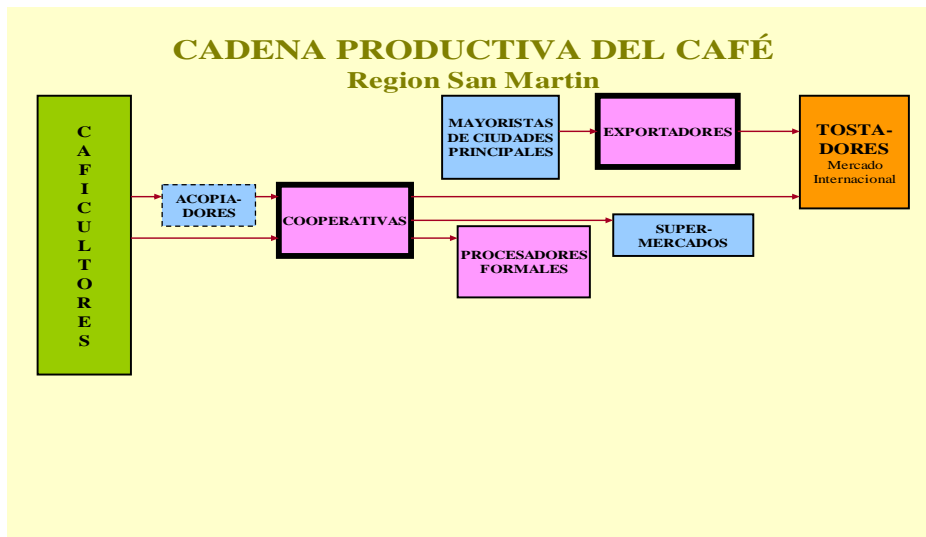 CADENA PRODUCTIVA DEL CAFÉ
Region San Martin
C
A
F
I
C
U
L
T
O
R
E
S
ACOPIA-
DORES
COOPERATIVAS
MAYORISTAS
DE CIUDADES
PRINCIPALES
EXPORTADORES
TOSTA-
DORES
Mercado
Internacional
SUPER-
MERCADOS
PROCESADORES
FORMALES